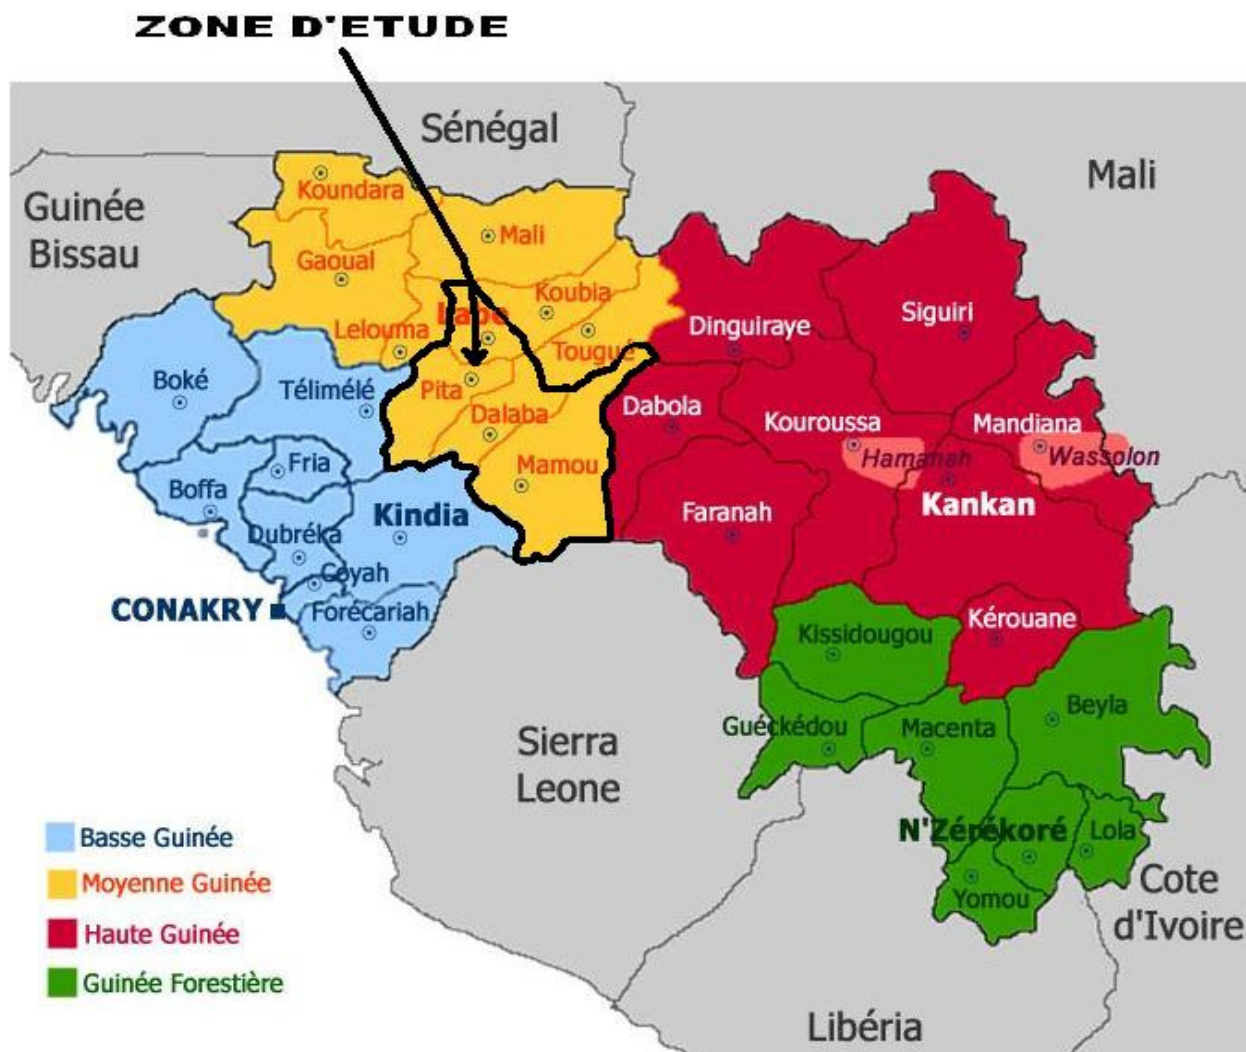 ZONE D'ETUDE
Sénégal
Mali
Guinée
Bissau
Koundara
Mali
Gaoual
Koubia
Labé
Lelouma
Tougué
Dinguiraye
Siguiri
Boké
Télimélé
Pita
Dalaba
Dabola
Kouroussa
Mandiana
Hamanah
Wassolon
Fria
Mamou
Boffa
Kindia
Faranah
Kankan
Dubréka
Coyah
CONAKRY
Forécariah
Kissidougou
Kérouane
Guéckédou
Macenta
Beyla
Sierra
Leone
N'Zérékoré
Lola
Yomou
Cote
d'Ivoire
Libéria
Basse Guinée
Moyenne Guinée
Haute Guinée
Guinée Forestière